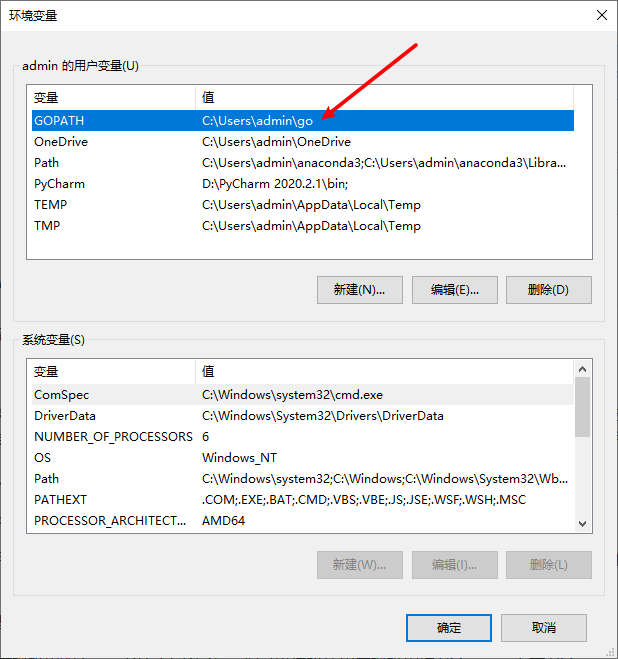 环境变量
admin 的用户变量(U)
变量 值
GOPATH C:\Users\admin\go
OneDrive C:\Users\admin\OneDrive
Path C:\Users\admin\anaconda3;C:\Users\admin\anaconda3\Libra...
PyCharm D:\PyCharm 2020.2.1\bin;
TEMP C:\Users\admin\AppData\Local\Temp
TMP C:\Users\admin\AppData\Local\Temp
新建(N)... 编辑(E)... 删除(D)
系统变量(S)
变量 值
ComSpec C:\Windows\system32\cmd.exe
DriverData C:\Windows\System32\Drivers\DriverData
NUMBER_OF_PROCESSORS 6
OS Windows_NT
Path C:\Windows\system32;C:\Windows;C:\Windows\System32\Wb...
PATHEXT .COM;.EXE;.BAT;.CMD;.VBS;.VBE;.JS;.JSE;.WSF;.WSH;.MSC
PROCESSOR_ARCHITECT... AMD64
新建(W)... 编辑(I)... 删除(L)
确定 取消